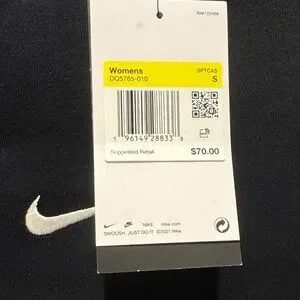 Womens
SPTCAS
DQ5765-010
S
1 96149 28833 8
Suggested Retail
$70.00
NIKE nike.com
SWOOSH JUST DO IT ©2021 Nike